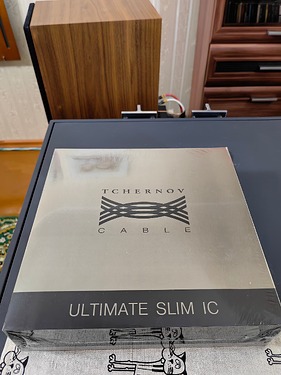 TCHERNOV
CABLE
ULTIMATE SLIM IC